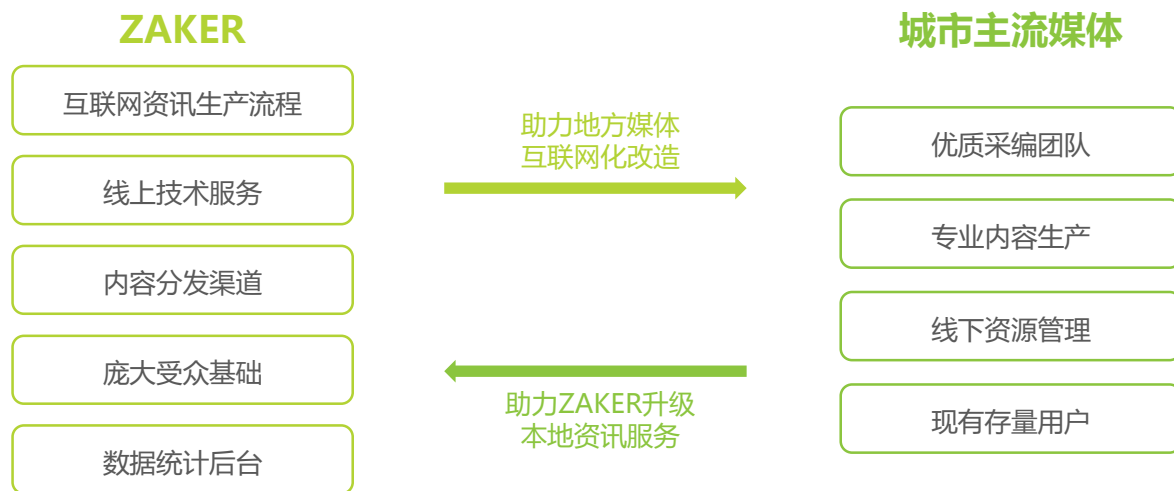 ZAKER
互联网资讯生产流程
线上技术服务
内容分发渠道
庞大受众基础
数据统计后台
助力地方媒体
互联网化改造
助力ZAKER升级
本地资讯服务
城市主流媒体
优质采编团队
专业内容生产
线下资源管理
现有存量用户